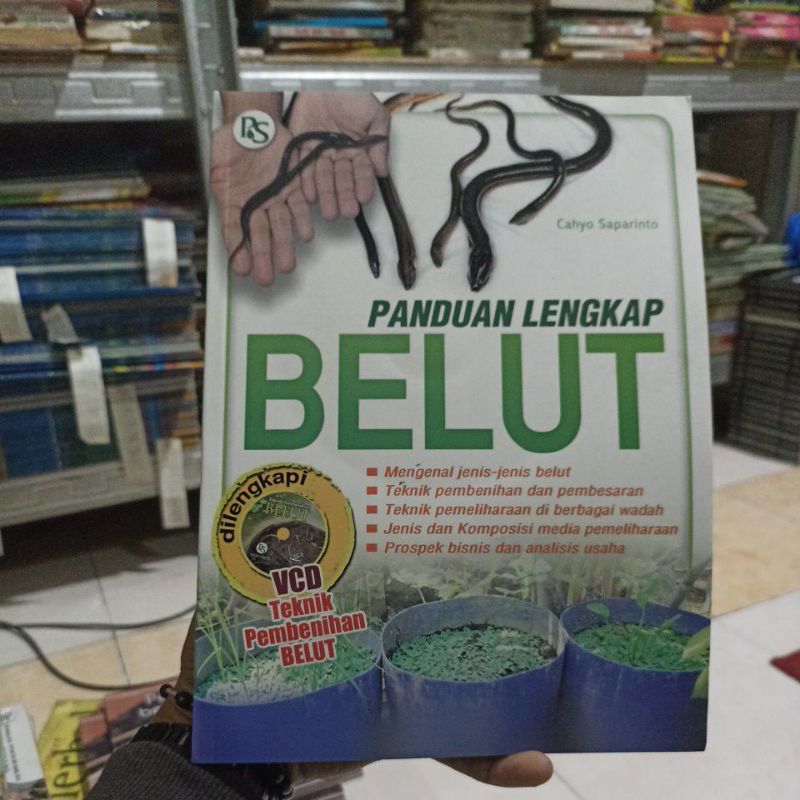 PS
Cahyo Saparinto
PANDUAN LENGKAP
BELUT
Mengenal jenis-jenis belut
Teknik pembenihan dan pembesaran
Teknik pemeliharaan di berbagai wadah
Jenis dan Komposisi media pemeliharaan
Prospek bisnis dan analisis usaha
dilengkapi
BELUT
VCD
Teknik
Pembenihan
BELUT